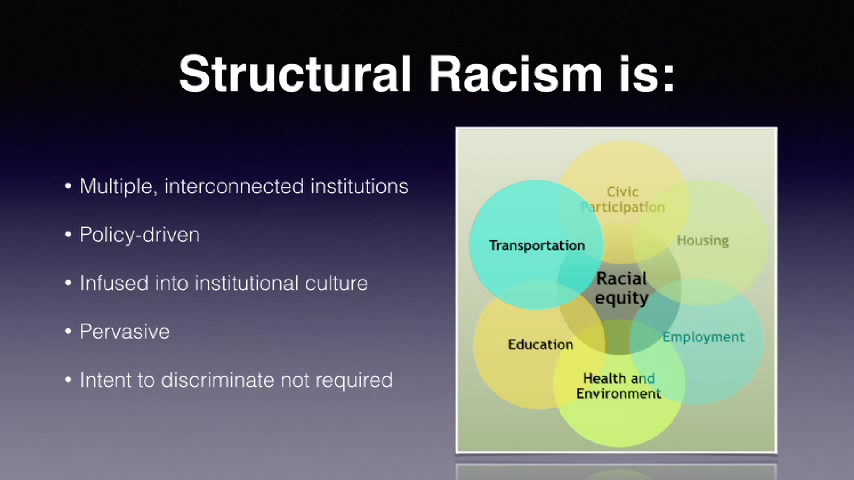 Structural Racism is:
• Multiple, interconnected institutions
• Policy-driven
• Infused into institutional culture
• Pervasive
• Intent to discriminate not required
Civic
Participation
Transportation
Housing
Racial
equity
Education
Employment
Health and
Environment